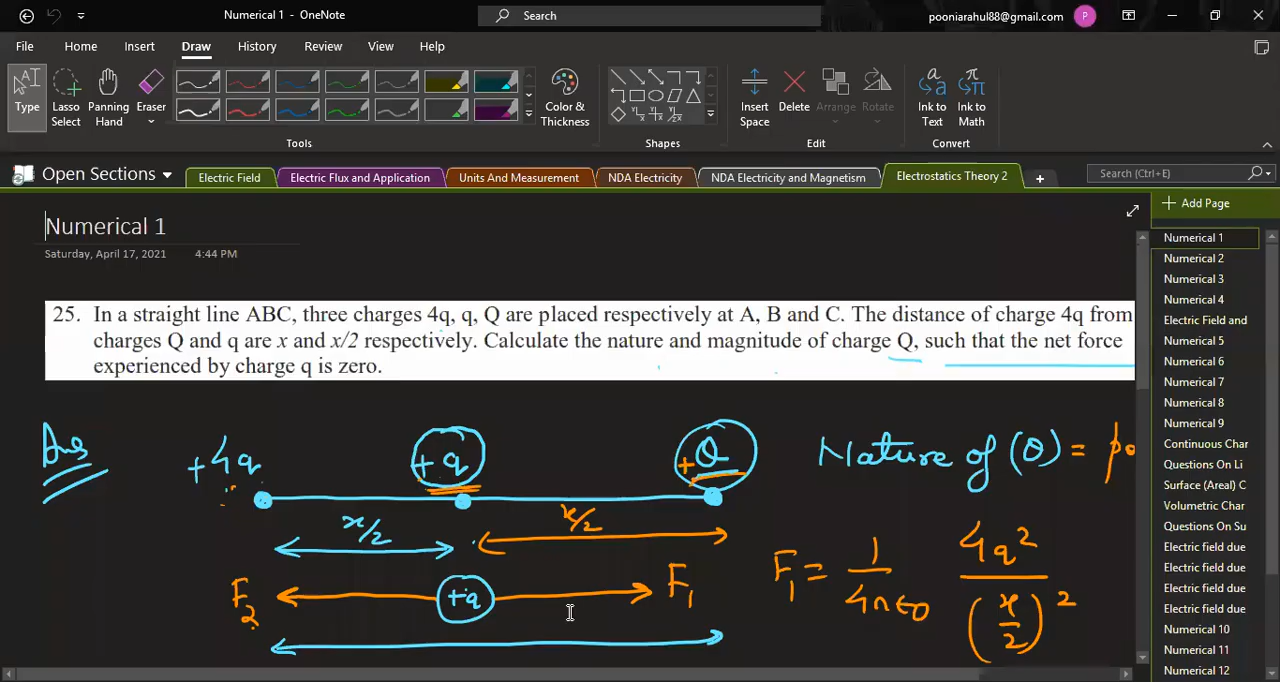 Numerical 1 - OneNote
Search
pooniarahul88@gmail.com
P
File Home Insert Draw History Review View Help
Type
Lasso Select
Panning Hand
Eraser
Color & Thickness
Insert Space
Delete
Arrange
Rotate
Ink to Text
Ink to Math
Tools
Shapes
Edit
Convert
Open Sections
Electric Field
Electric Flux and Application
Units And Measurement
NDA Electricity
NDA Electricity and Magnetism
Electrostatics Theory 2
Search (Ctrl+E)
Add Page
Numerical 1
Saturday, April 17, 2021 4:44 PM
25. In a straight line ABC, three charges 4q, q, Q are placed respectively at A, B and C. The distance of charge 4q from
charges Q and q are x and x/2 respectively. Calculate the nature and magnitude of charge Q, such that the net force
experienced by charge q is zero.
Ans
+4q +q +Q
Nature of (Q) = po
x/2 x/2
F2 +q F1
F1 = 1/4π∈0 4q²/(x/2)²
Numerical 1
Numerical 2
Numerical 3
Numerical 4
Electric Field and
Numerical 5
Numerical 6
Numerical 7
Numerical 8
Numerical 9
Continuous Char
Questions On Li
Surface (Areal) C
Volumetric Char
Questions On Su
Electric field due
Electric field due
Electric field due
Electric field due
Numerical 10
Numerical 11
Numerical 12